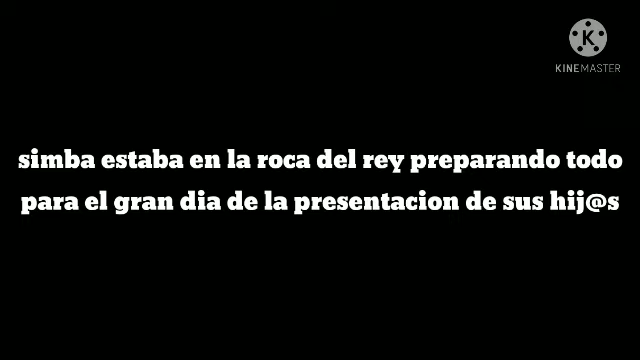 KINEMASTER
simba estaba en la roca del rey preparando todo
para el gran dia de la presentacion de sus hij@s